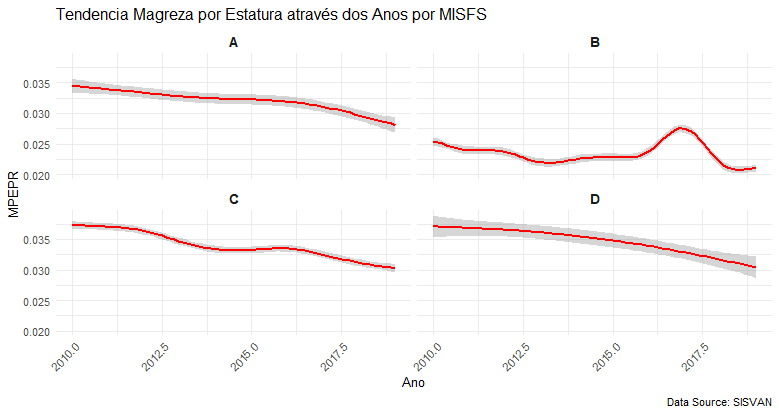 Tendencia Magreza por Estatura através dos Anos por MISFS
A
B
0.035
0.030
0.025
0.020
C
D
0.035
0.030
0.025
0.020
MPEPR
2010.0
2012.5
2015.0
2017.5
2010.0
2012.5
2015.0
2017.5
Ano
Data Source: SISVAN